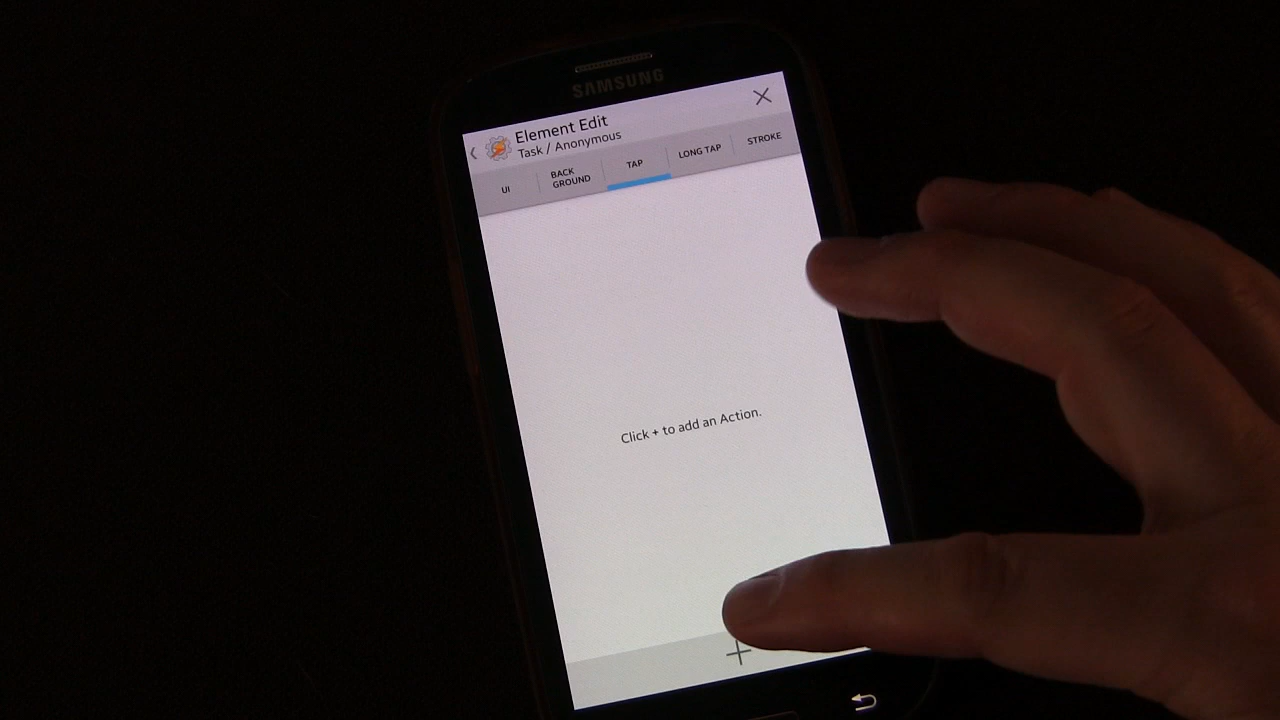 SAMSUNG
Element Edit
Task / Anonymous
UI
BACK
GROUND
TAP
LONG TAP
STROKE
Click + to add an Action.